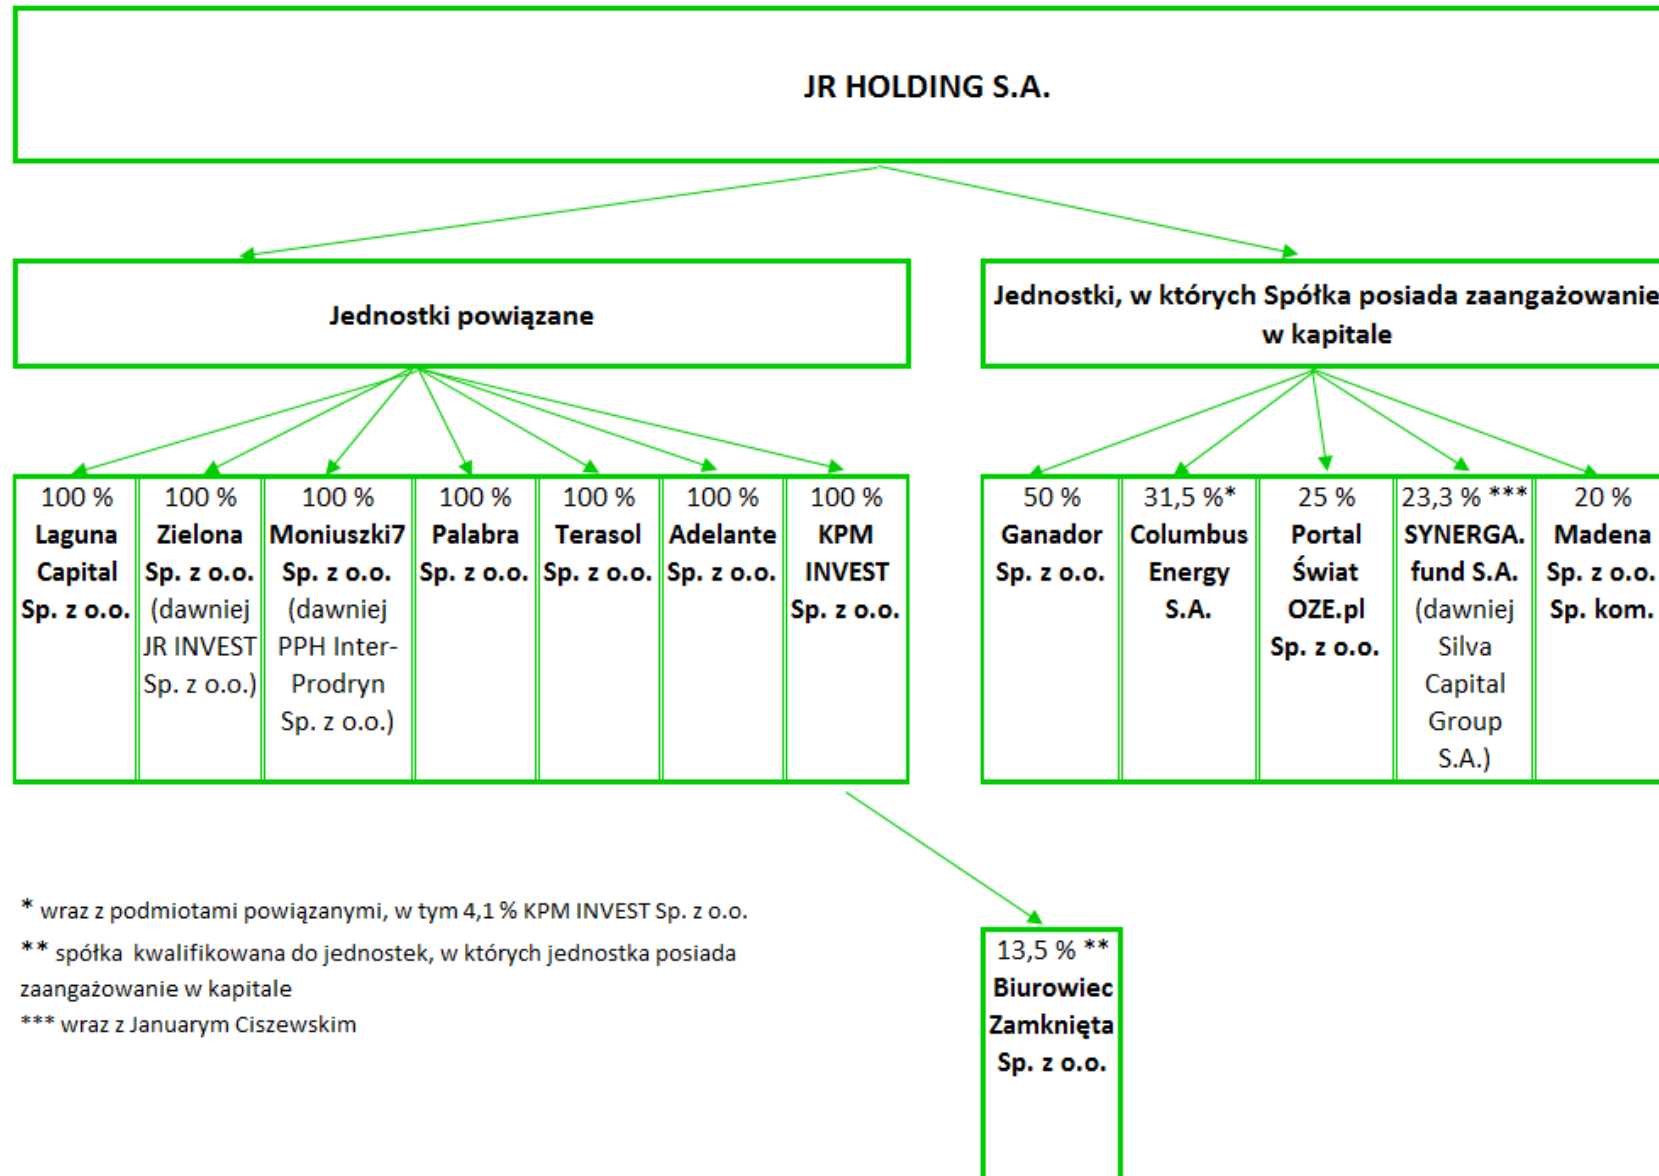 JR HOLDING S.A.
Jednostki powiązane
Jednostki, w których Spółka posiada zaangażowanie
w kapitale
100 %
Laguna
Capital
Sp. z o.o.
100 %
Zielona
Sp. z o.o.
(dawniej
JR INVEST
Sp. z o.o.)
100 %
Moniuszki7
Sp. z o.o.
(dawniej
PPH Inter-
Prodryn
Sp. z o.o.)
100 %
Palabra
Sp. z o.o.
100 %
Terasol
Sp. z o.o.
100 %
Adelante
Sp. z o.o.
100 %
KPM
INVEST
Sp. z o.o.
50 %
Ganador
Sp. z o.o.
31,5 %*
Columbus
Energy
S.A.
25 %
Portal
Świat
OZE.pl
Sp. z o.o.
23,3 % ***
SYNERGA.
fund S.A.
(dawniej
Silva
Capital
Group
S.A.)
20 %
Madena
Sp. z o.o.
Sp. kom.
* wraz z podmiotami powiązanymi, w tym 4,1 % KPM INVEST Sp. z o.o.
** spółka kwalifikowana do jednostek, w których jednostka posiada
zaangażowanie w kapitale
*** wraz z Januarym Ciszewskim
13,5 % **
Biurowiec
Zamknięta
Sp. z o.o.